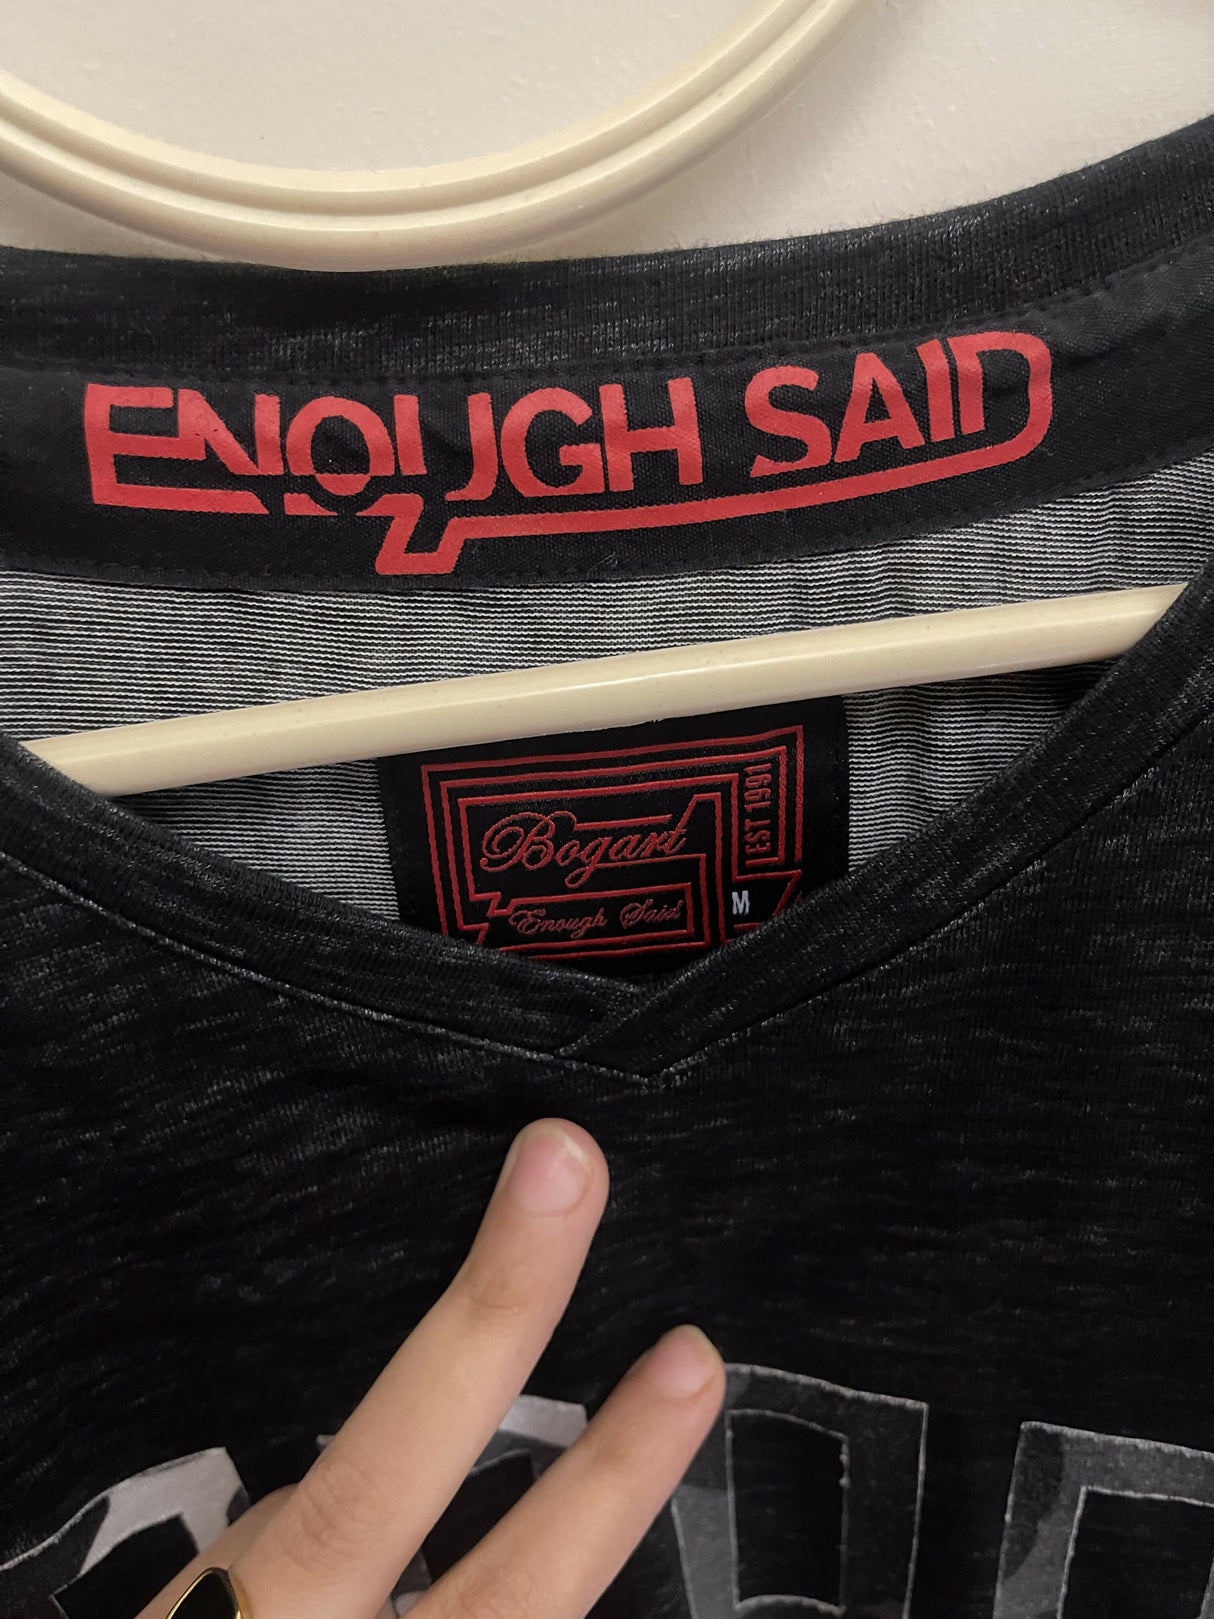 ENOUGH SAID
Bogart
EST 1991
Enough Said
M